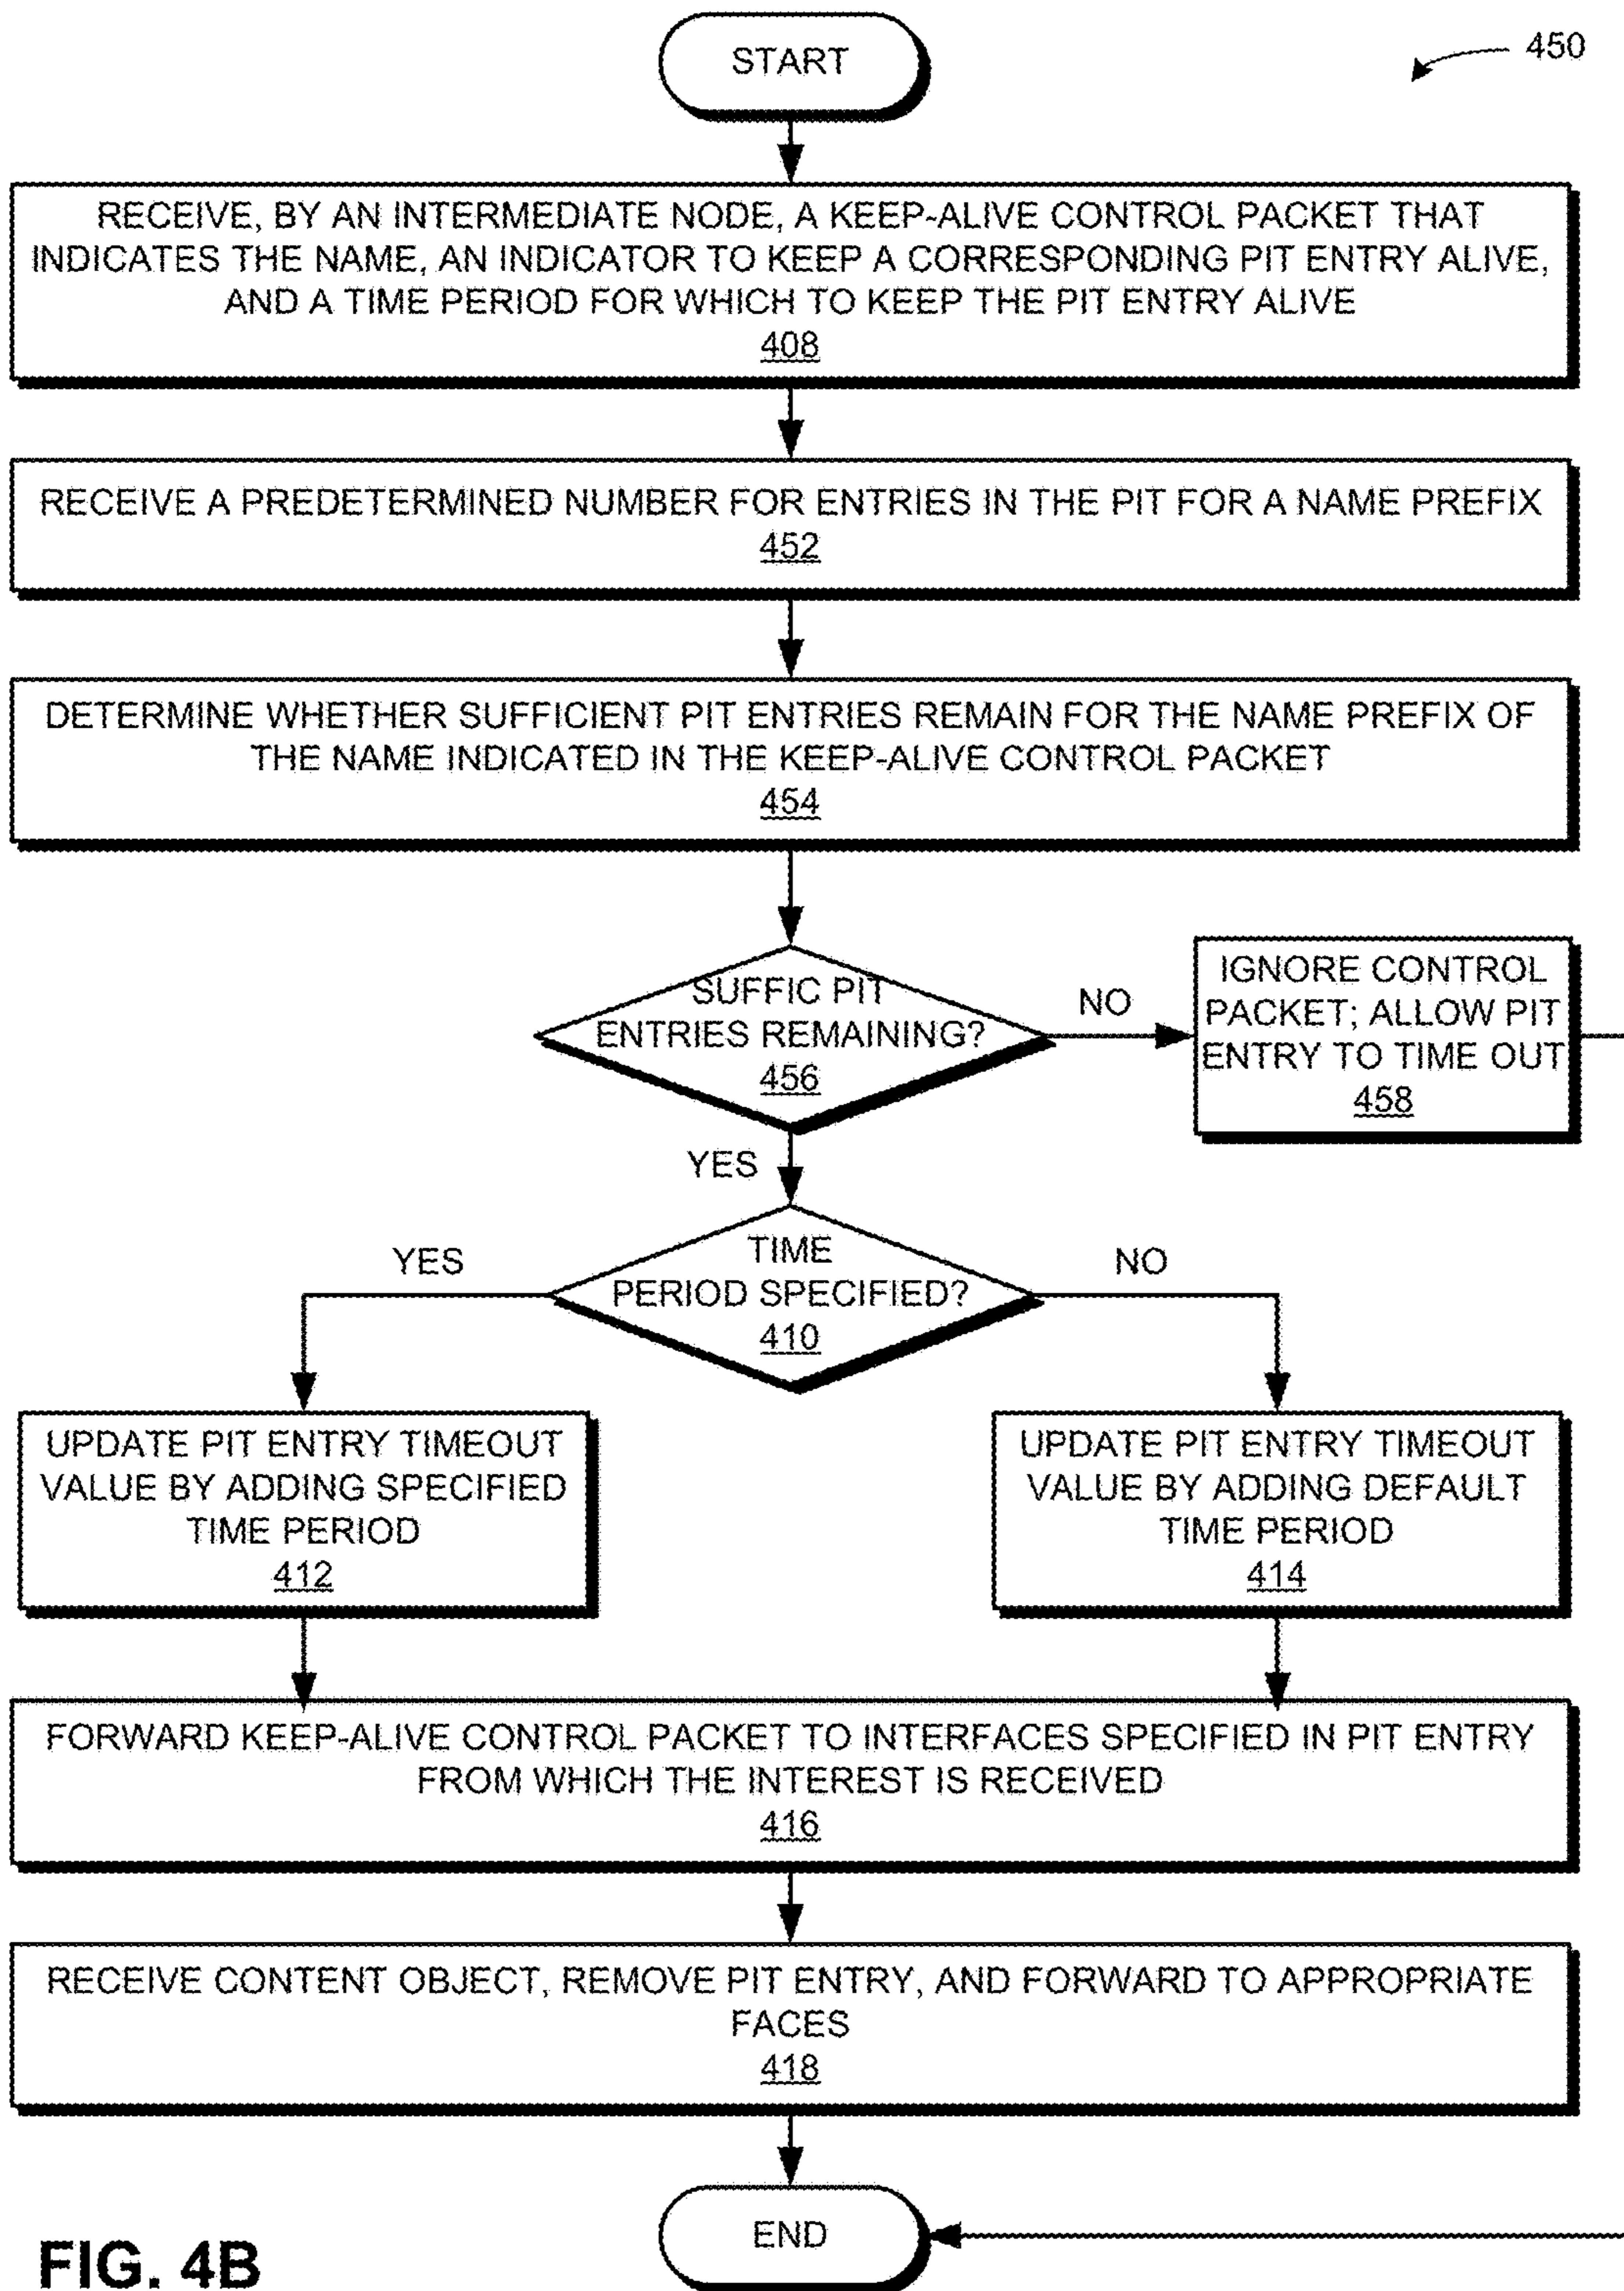 START
450
RECEIVE, BY AN INTERMEDIATE NODE, A KEEP-ALIVE CONTROL PACKET THAT
INDICATES THE NAME, AN INDICATOR TO KEEP A CORRESPONDING PIT ENTRY ALIVE,
AND A TIME PERIOD FOR WHICH TO KEEP THE PIT ENTRY ALIVE
408
RECEIVE A PREDETERMINED NUMBER FOR ENTRIES IN THE PIT FOR A NAME PREFIX
452
DETERMINE WHETHER SUFFICIENT PIT ENTRIES REMAIN FOR THE NAME PREFIX OF
THE NAME INDICATED IN THE KEEP-ALIVE CONTROL PACKET
454
SUFFIC PIT
ENTRIES REMAINING?
456
NO
IGNORE CONTROL
PACKET; ALLOW PIT
ENTRY TO TIME OUT
458
YES
TIME
PERIOD SPECIFIED?
410
YES
NO
UPDATE PIT ENTRY TIMEOUT
VALUE BY ADDING SPECIFIED
TIME PERIOD
412
UPDATE PIT ENTRY TIMEOUT
VALUE BY ADDING DEFAULT
TIME PERIOD
414
FORWARD KEEP-ALIVE CONTROL PACKET TO INTERFACES SPECIFIED IN PIT ENTRY
FROM WHICH THE INTEREST IS RECEIVED
416
RECEIVE CONTENT OBJECT, REMOVE PIT ENTRY, AND FORWARD TO APPROPRIATE
FACES
418
END
FIG. 4B